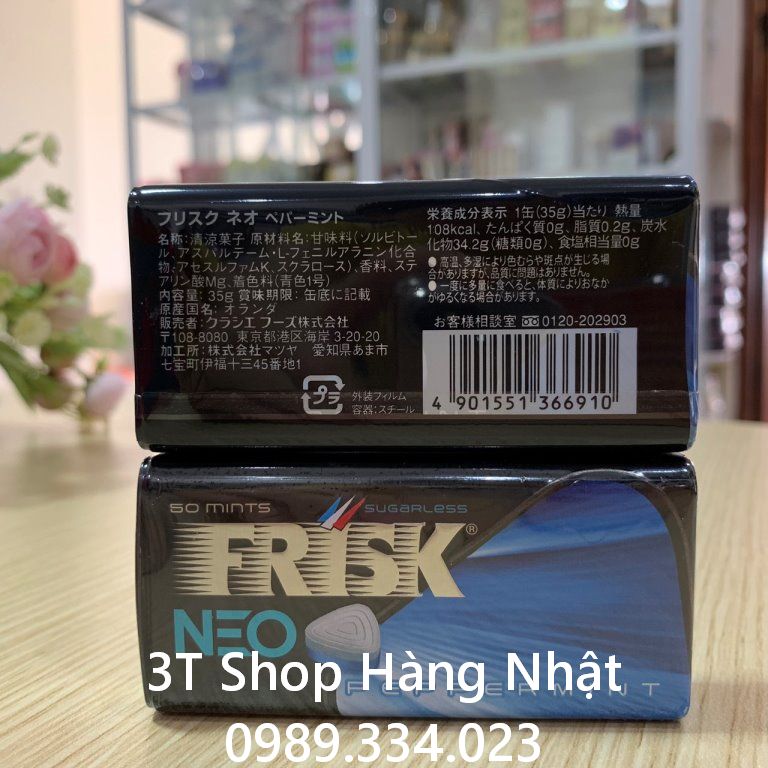 フリスク ネオ ペパーミント
名称:清涼菓子 原材料名:甘味料(ソルビトー
ル、アスパルテーム・L-フェニルアラニン化合
物、アセスルファムK、スクラロース)、香料、ステ
アリン酸Mg、着色料(青色1号)
内容量:35g 賞味期限:缶底に記載
原産国名:オランダ
販売者:クラシエフーズ株式会社
〒108-8080 東京都港区海岸3-20-20
加工所:株式会社マツヤ 愛知県あま市
七宝町伊福十三45番地1
プラ
外装フィルム
容器:スチール
栄養成分表示 1缶(35g)当たり 熱量
108kcal、たんぱく質0g、脂質0.2g、炭水
化物34.2g(糖類0g)、食塩相当量0g
●高温、多湿により色むらや斑点が生じる場
合がありますが、品質に問題はありません。
●一度に多量に食べると、体質によりおなか
がゆるくなる場合があります。
お客様相談室 0120-202903
4 901551 366910
50 MINTS
SUGARLESS
FRISK®
NEO
PEPPERMINT
3T Shop Hàng Nhật
0989.334.023